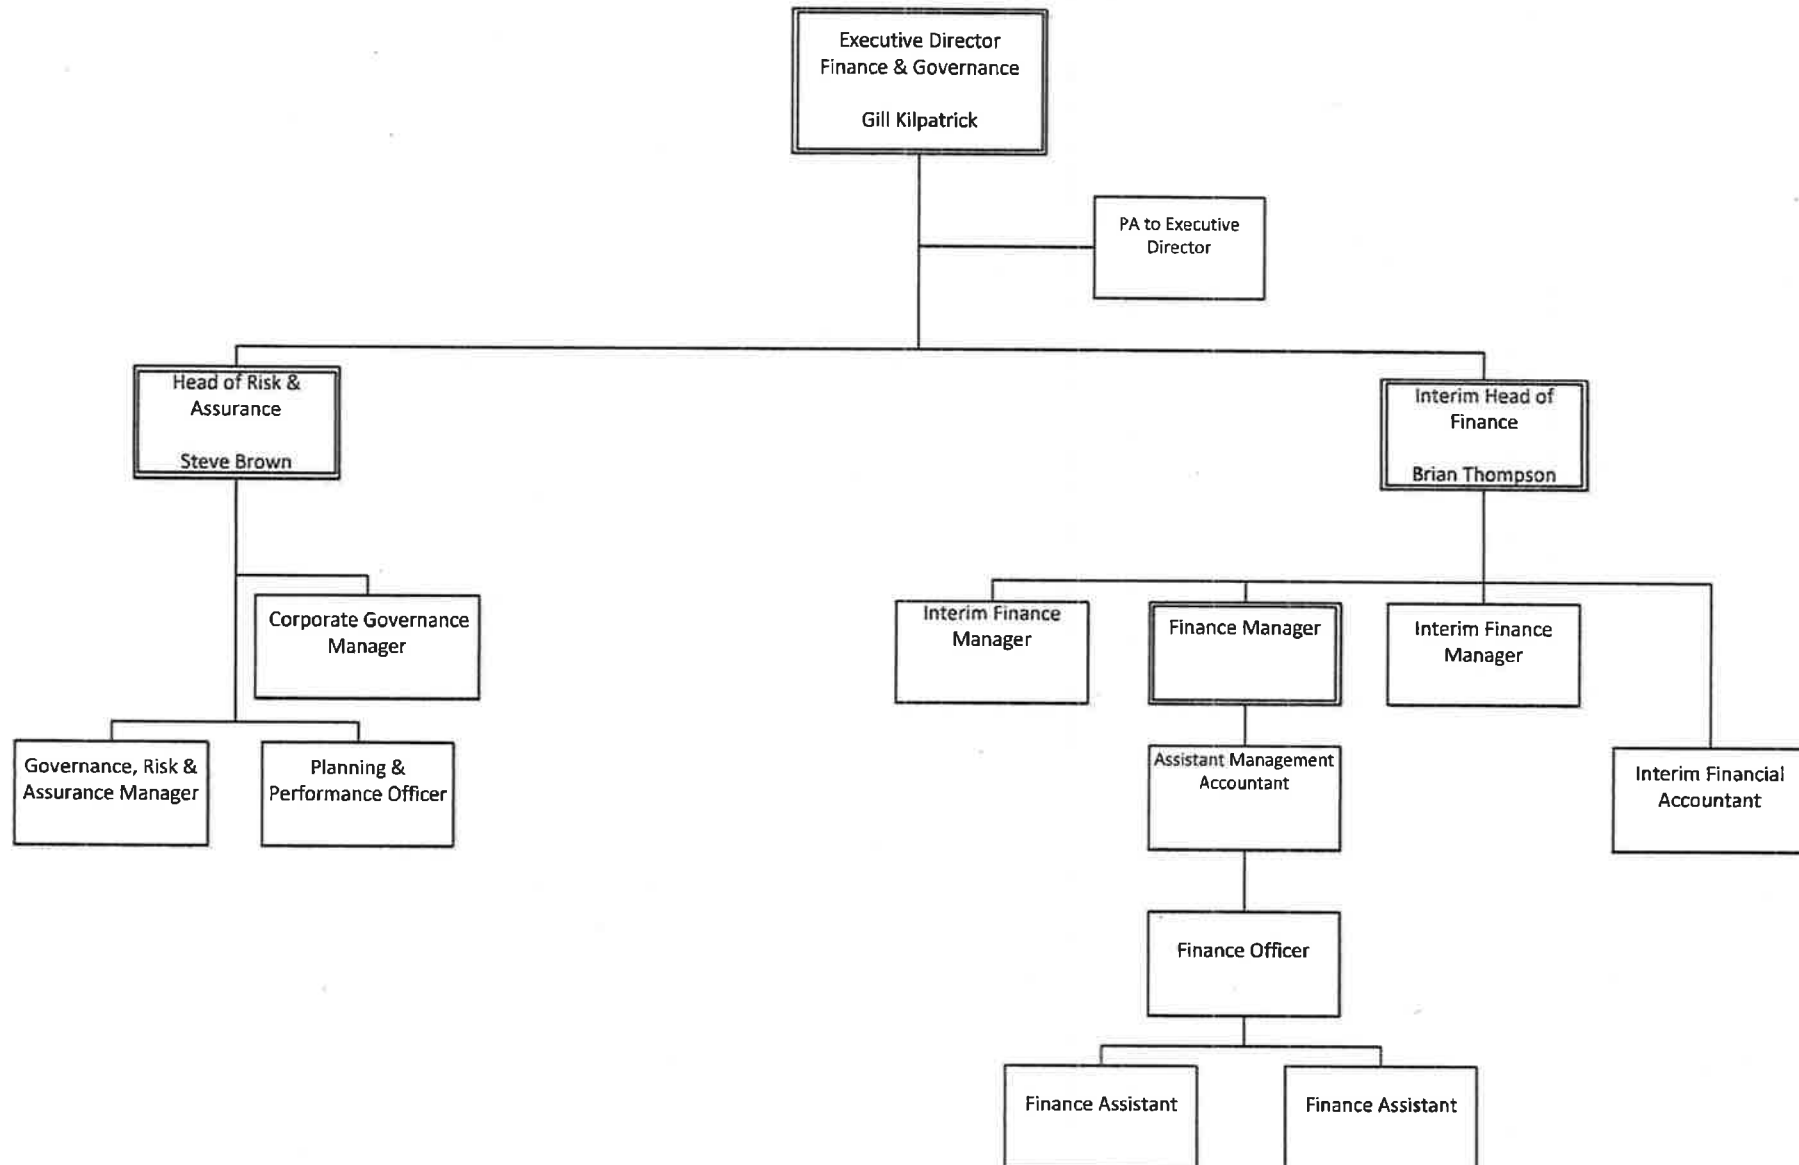 Executive Director
Finance & Governance
Gill Kilpatrick
PA to Executive
Director
Head of Risk &
Assurance
Steve Brown
Interim Head of
Finance
Brian Thompson
Corporate Governance
Manager
Interim Finance
Manager
Finance Manager
Interim Finance
Manager
Governance, Risk &
Assurance Manager
Planning &
Performance Officer
Assistant Management
Accountant
Interim Financial
Accountant
Finance Officer
Finance Assistant
Finance Assistant